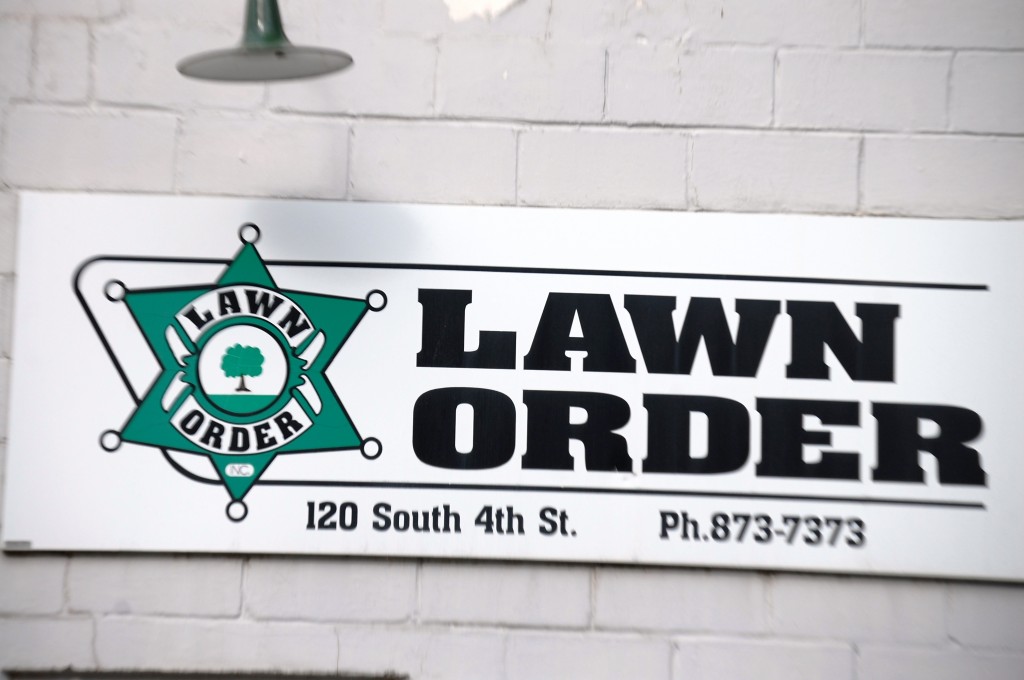 LAWN
ORDER
INC.
LAWN
ORDER
120 South 4th St. Ph.873-7373